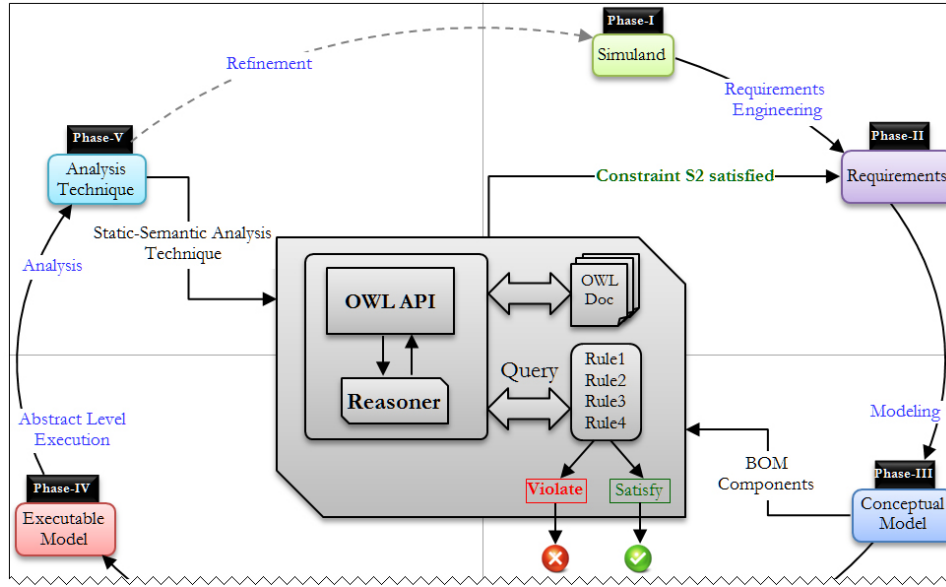 Phase-I
Simuland
Refinement
Requirements
Engineering
Phase-V
Analysis
Technique
Phase-II
Requirements
Constraint S2 satisfied
Static-Semantic Analysis
Technique
Analysis
OWL API
OWL
Doc
Reasoner
Query
Rule1
Rule2
Rule3
Rule4
Abstract Level
Execution
Modeling
BOM
Components
Phase-III
Conceptual
Model
Phase-IV
Executable
Model
Violate
Satisfy